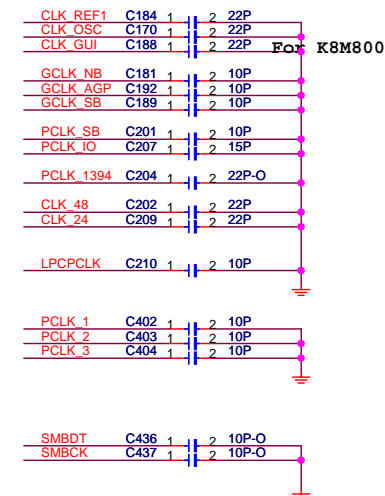 CLK_REF1 C184 1 2 22P
CLK_OSC C170 1 2 22P
CLK_GUI C188 1 2 22P
For K8M800
GCLK_NB C181 1 2 10P
GCLK_AGP C192 1 2 10P
GCLK_SB C189 1 2 10P
PCLK_SB C201 1 2 10P
PCLK_IO C207 1 2 15P
PCLK_1394 C204 1 2 22P-O
CLK_48 C202 1 2 22P
CLK_24 C209 1 2 22P
LPCPCLK C210 1 2 10P
PCLK_1 C402 1 2 10P
PCLK_2 C403 1 2 10P
PCLK_3 C404 1 2 10P
SMBDT C436 1 2 10P-O
SMBCK C437 1 2 10P-O